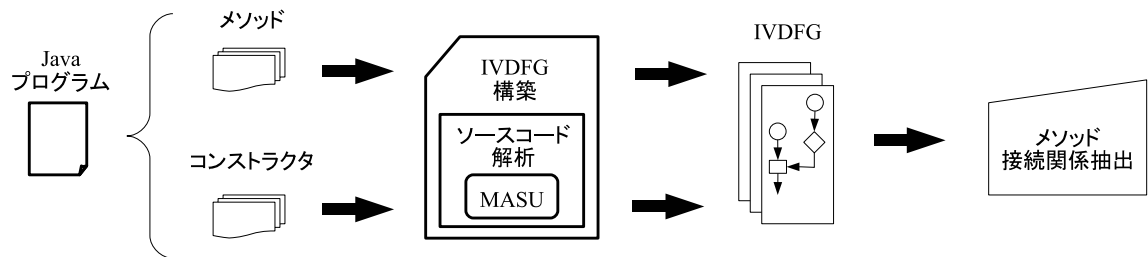 Java
プログラム
メソッド
コンストラクタ
IVDFG
構築
ソースコード
解析
MASU
IVDFG
メソッド
接続関係抽出